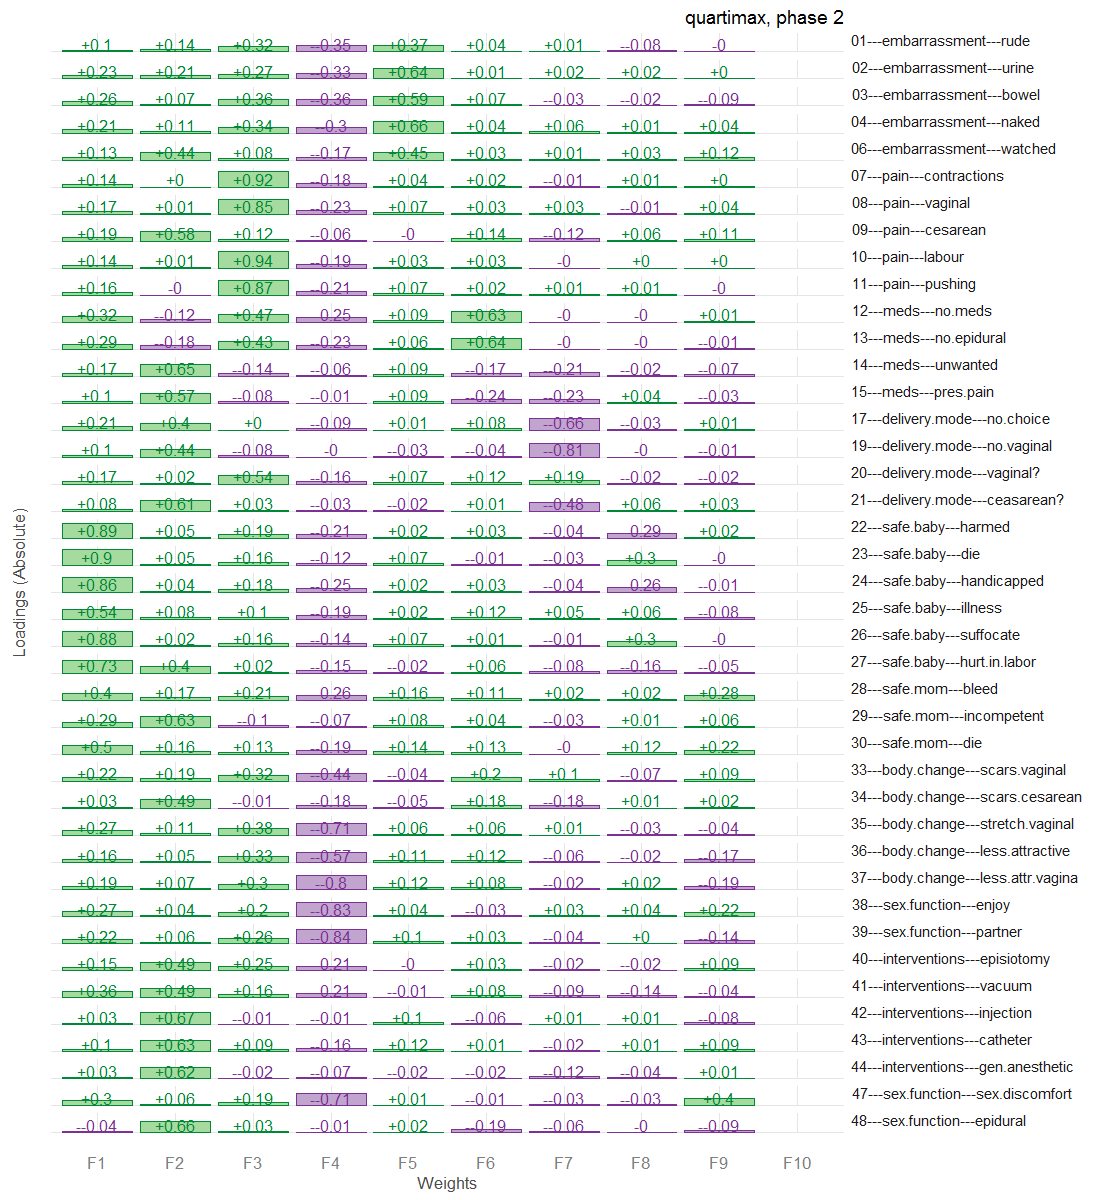 quartimax, phase 2
+0.1 +0.14 +0.32 --0.35 +0.37 +0.04 +0.01 --0.08 -0 01---embarrassment---rude
+0.23 +0.21 +0.27 --0.33 +0.64 +0.01 +0.02 +0.02 +0 02---embarrassment---urine
+0.26 +0.07 +0.36 --0.36 +0.59 +0.07 --0.03 --0.02 --0.09 03---embarrassment---bowel
+0.21 +0.11 +0.34 --0.3 +0.66 +0.04 +0.06 +0.01 +0.04 04---embarrassment---naked
+0.13 +0.44 +0.08 --0.17 +0.45 +0.03 +0.01 +0.03 +0.12 06---embarrassment---watched
+0.14 +0 +0.92 --0.18 +0.04 +0.02 --0.01 +0.01 +0 07---pain---contractions
+0.17 +0.01 +0.85 --0.23 +0.07 +0.03 +0.03 --0.01 +0.04 08---pain---vaginal
+0.19 +0.58 +0.12 --0.06 -0 +0.14 --0.12 +0.06 +0.11 09---pain---cesarean
+0.14 +0.01 +0.94 --0.19 +0.03 +0.03 -0 +0 +0 10---pain---labour
+0.16 -0 +0.87 --0.21 +0.07 +0.02 +0.01 +0.01 -0 11---pain---pushing
+0.32 --0.12 +0.47 --0.25 +0.09 +0.63 -0 -0 +0.01 12---meds---no.meds
+0.29 --0.18 +0.43 --0.23 +0.06 +0.64 -0 -0 --0.01 13---meds---no.epidural
+0.17 +0.65 --0.14 --0.06 +0.09 --0.17 --0.21 --0.02 --0.07 14---meds---unwanted
+0.1 +0.57 --0.08 --0.01 +0.09 --0.24 --0.23 +0.04 --0.03 15---meds---pres.pain
+0.21 +0.4 +0 --0.09 +0.01 +0.08 --0.66 --0.03 +0.01 17---delivery.mode---no.choice
+0.1 +0.44 --0.08 -0 --0.03 --0.04 --0.81 -0 --0.01 19---delivery.mode---no.vaginal
+0.17 +0.02 +0.54 --0.16 +0.07 +0.12 +0.19 --0.02 --0.02 20---delivery.mode---vaginal?
+0.08 +0.61 +0.03 --0.03 --0.02 +0.01 --0.48 +0.06 +0.03 21---delivery.mode---ceasarean?
+0.89 +0.05 +0.19 --0.21 +0.02 +0.03 --0.04 --0.29 +0.02 22---safe.baby---harmed
+0.9 +0.05 +0.16 --0.12 +0.07 --0.01 --0.03 +0.3 -0 23---safe.baby---die
+0.86 +0.04 +0.18 --0.25 +0.02 +0.03 --0.04 --0.26 --0.01 24---safe.baby---handicapped
+0.54 +0.08 +0.1 --0.19 +0.02 +0.12 +0.05 +0.06 --0.08 25---safe.baby---illness
+0.88 +0.02 +0.16 --0.14 +0.07 +0.01 --0.01 +0.3 -0 26---safe.baby---suffocate
+0.73 +0.4 +0.02 --0.15 --0.02 +0.06 --0.08 --0.16 --0.05 27---safe.baby---hurt.in.labor
+0.4 +0.17 +0.21 --0.26 +0.16 +0.11 +0.02 +0.02 +0.28 28---safe.mom---bleed
+0.29 +0.63 --0.1 --0.07 +0.08 +0.04 --0.03 +0.01 +0.06 29---safe.mom---incompetent
+0.5 +0.16 +0.13 --0.19 +0.14 +0.13 -0 +0.12 +0.22 30---safe.mom---die
+0.22 +0.19 +0.32 --0.44 --0.04 +0.2 +0.1 --0.07 +0.09 33---body.change---scars.vaginal
+0.03 +0.49 --0.01 --0.18 --0.05 +0.18 --0.18 +0.01 +0.02 34---body.change---scars.cesarean
+0.27 +0.11 +0.38 --0.71 +0.06 +0.06 +0.01 --0.03 --0.04 35---body.change---stretch.vaginal
+0.16 +0.05 +0.33 --0.57 +0.11 +0.12 --0.06 --0.02 --0.17 36---body.change---less.attractive
+0.19 +0.07 +0.3 --0.8 +0.12 +0.08 --0.02 +0.02 --0.19 37---body.change---less.attr.vagina
+0.27 +0.04 +0.2 --0.83 +0.04 --0.03 +0.03 +0.04 +0.22 38---sex.function---enjoy
+0.22 +0.06 +0.26 --0.84 +0.1 +0.03 --0.04 +0 --0.14 39---sex.function---partner
+0.15 +0.49 +0.25 --0.21 -0 +0.03 --0.02 --0.02 +0.09 40---interventions---episiotomy
+0.36 +0.49 +0.16 --0.21 --0.01 +0.08 --0.09 --0.14 --0.04 41---interventions---vacuum
+0.03 +0.67 --0.01 --0.01 +0.1 --0.06 +0.01 +0.01 --0.08 42---interventions---injection
+0.1 +0.63 +0.09 --0.16 +0.12 +0.01 --0.02 +0.01 +0.09 43---interventions---catheter
+0.03 +0.62 --0.02 --0.07 --0.02 --0.02 --0.12 --0.04 +0.01 44---interventions---gen.anesthetic
+0.3 +0.06 +0.19 --0.71 +0.01 --0.01 --0.03 --0.03 +0.4 47---sex.function---sex.discomfort
--0.04 +0.66 +0.03 --0.01 +0.02 --0.19 --0.06 -0 --0.09 48---sex.function---epidural
F1 F2 F3 F4 F5 F6 F7 F8 F9 F10
Weights
Loadings (Absolute)